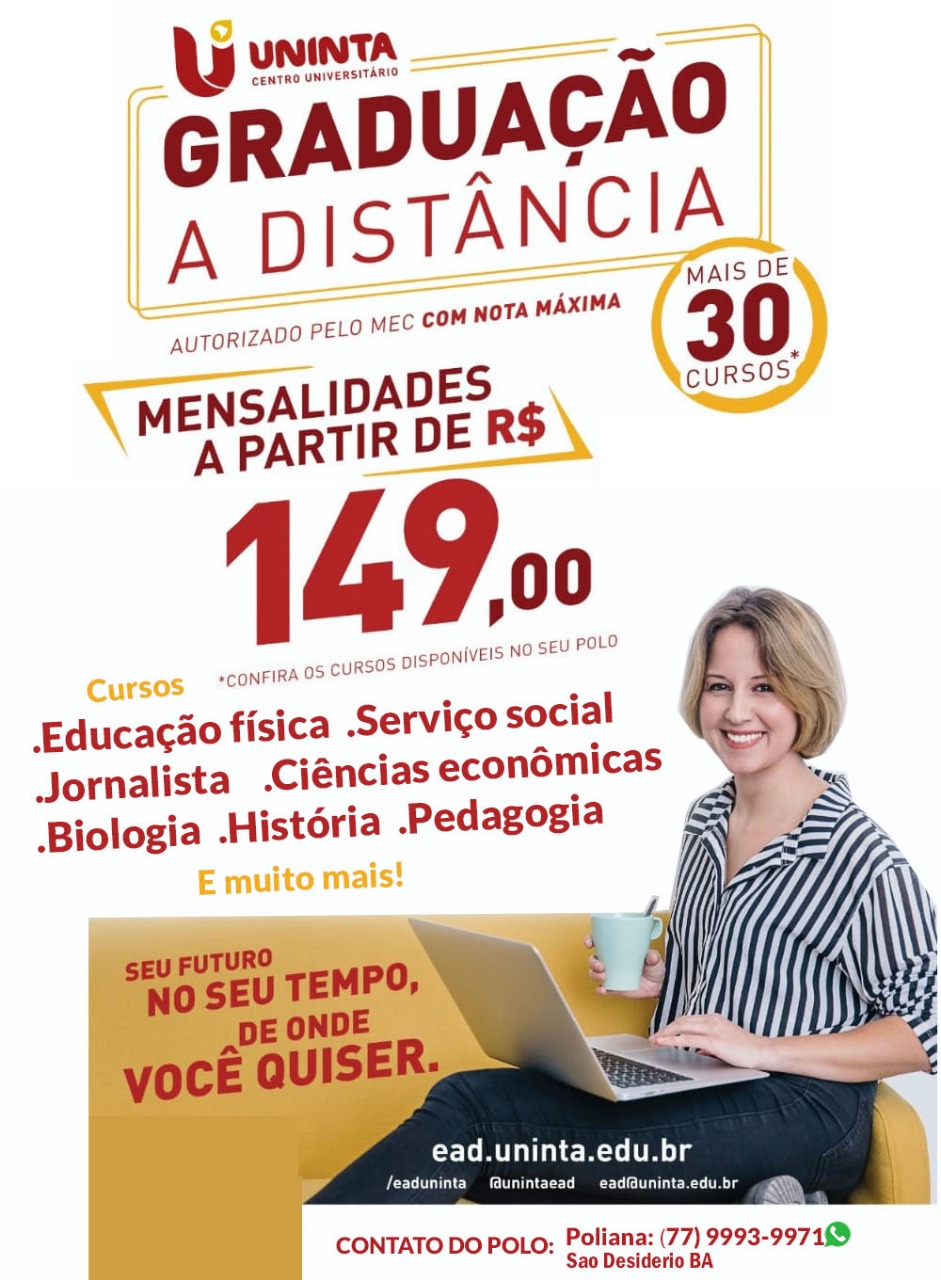 UNINTA
CENTRO UNIVERSITÁRIO
GRADUAÇÃO
A DISTÂNCIA
AUTORIZADO PELO MEC COM NOTA MÁXIMA
MAIS DE
30
CURSOS*
MENSALIDADES
A PARTIR DE R$
149,00
*CONFIRA OS CURSOS DISPONÍVEIS NO SEU POLO
Cursos
.Educação física .Serviço social
.Jornalista .Ciências econômicas
.Biologia .História .Pedagogia
E muito mais!
SEU FUTURO
NO SEU TEMPO,
DE ONDE
VOCÊ QUISER.
ead.uninta.edu.br
/eaduninta @unintaead ead@uninta.edu.br
CONTATO DO POLO: Poliana: (77) 9993-9971
Sao Desiderio BA